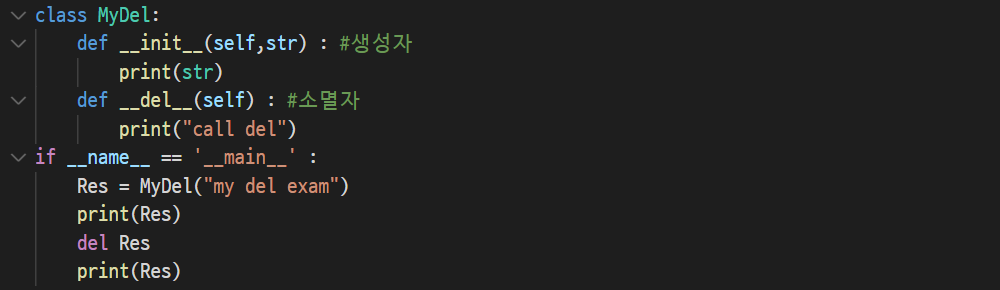 class MyDel:
    def __init__(self,str) : #생성자
        print(str)
    def __del__(self) : #소멸자
        print("call del")
if __name__ == '__main__' :
    Res = MyDel("my del exam")
    print(Res)
    del Res
    print(Res)